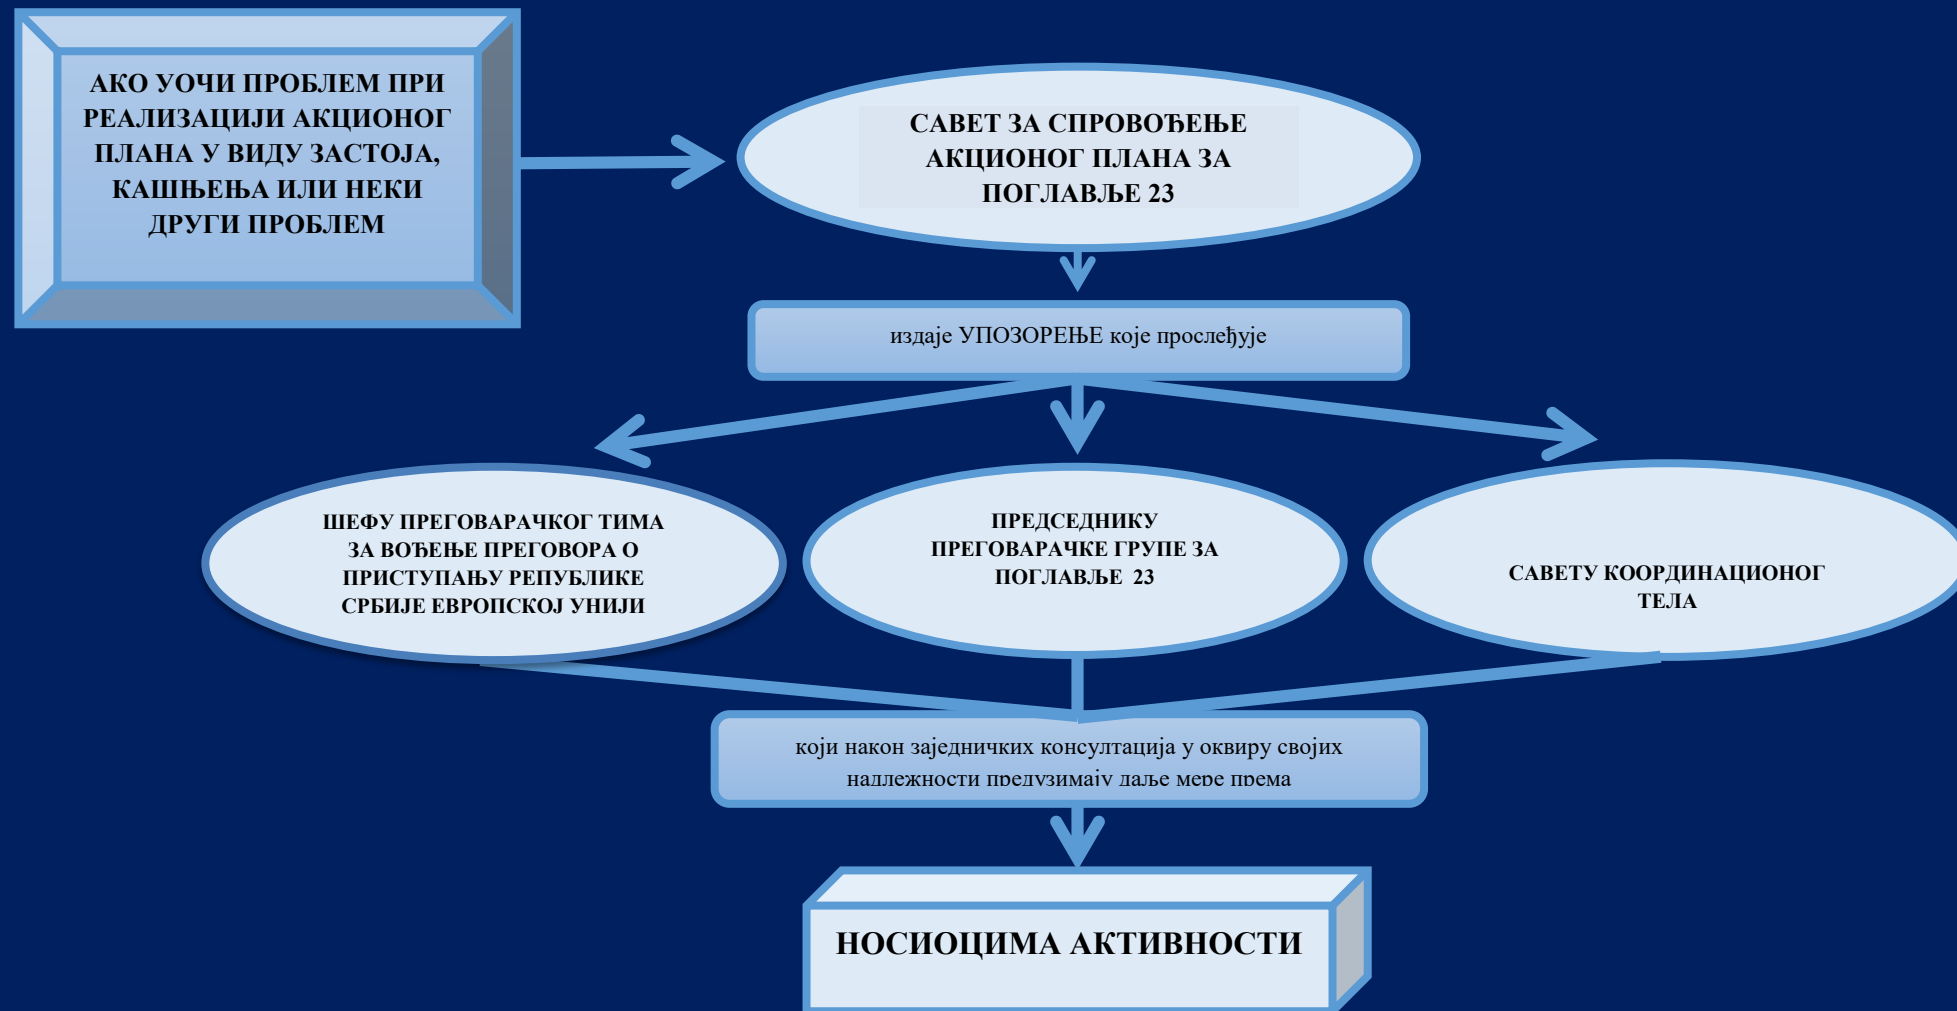 АКО УОЧИ ПРОБЛЕМ ПРИ
РЕАЛИЗАЦИЈИ АКЦИОНОГ
ПЛАНА У ВИДУ ЗАСТОЈА,
КАШЊЕЊА ИЛИ НЕКИ
ДРУГИ ПРОБЛЕМ
САВЕТ ЗА СПРОВОЂЕЊЕ
АКЦИОНОГ ПЛАНА ЗА
ПОГЛАВЉЕ 23
издаје УПОЗОРЕЊЕ које прослеђује
ШЕФУ ПРЕГОВАРАЧКОГ ТИМА
ЗА ВОЂЕЊЕ ПРЕГОВОРА О
ПРИСТУПАЊУ РЕПУБЛИКЕ
СРБИЈЕ ЕВРОПСКОЈ УНИЈИ
ПРЕДСЕДНИКУ
ПРЕГОВАРАЧКЕ ГРУПЕ ЗА
ПОГЛАВЉЕ 23
САВЕТУ КООРДИНАЦИОНОГ
ТЕЛА
који након заједничких консултација у оквиру својих
надлежности предузимају даље мере према
НОСИОЦИМА АКТИВНОСТИ